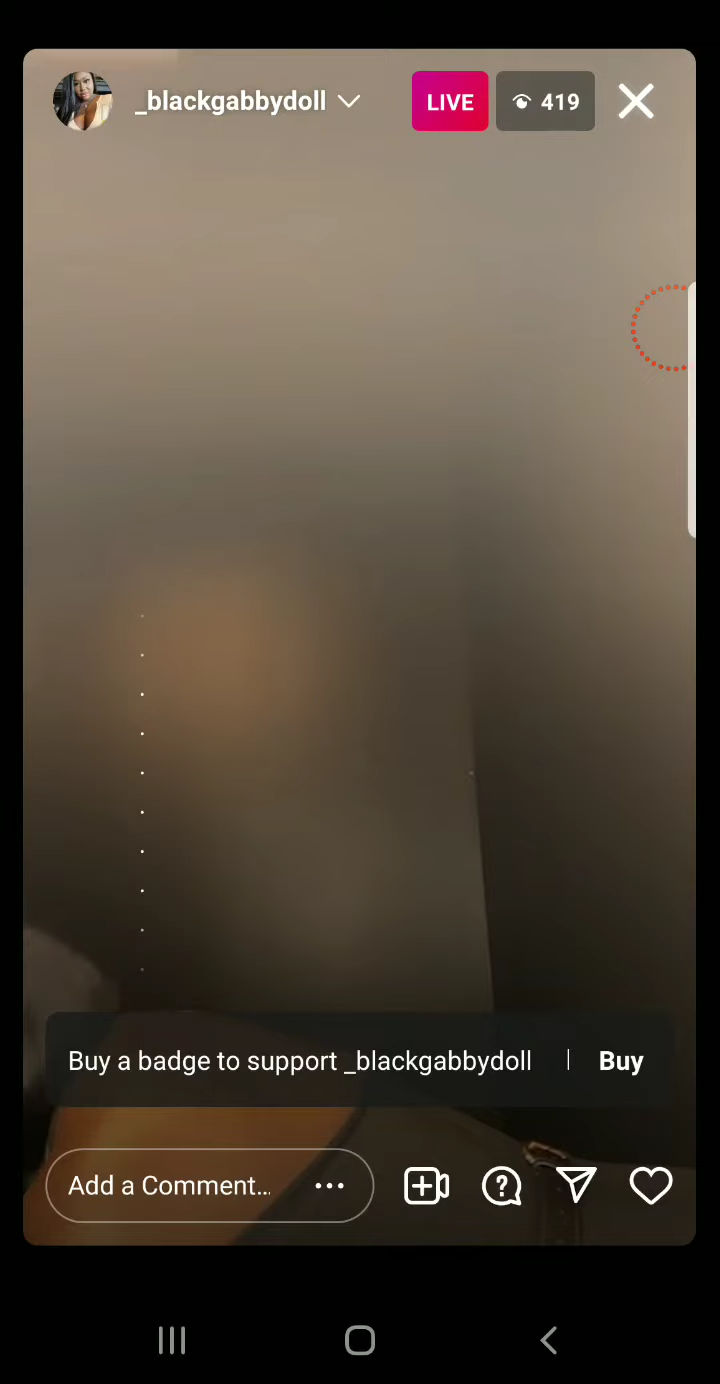 _blackgabbydoll
LIVE
419
Buy a badge to support _blackgabbydoll | Buy
Add a Comment...